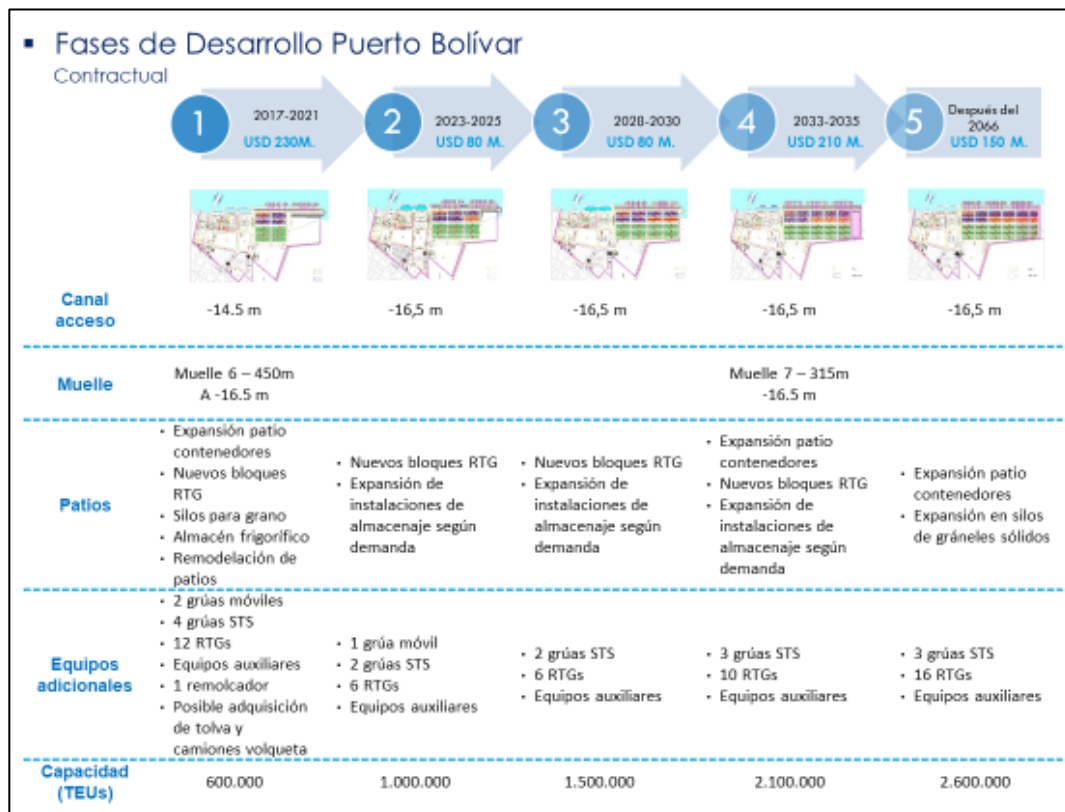 ▪ Fases de Desarrollo Puerto Bolívar
Contractual
1
2017-2021
USD 230M.
2
2023-2025
USD 80 M.
3
2028-2030
USD 80 M.
4
2033-2035
USD 210 M.
5
Después del
2066
USD 150 M.
Canal
acceso
-14.5 m
-16,5 m
-16,5 m
-16,5 m
-16,5 m
Muelle
Muelle 6 – 450m
A -16.5 m
Muelle 7 – 315m
-16.5 m
Patios
• Expansión patio
contenedores
• Nuevos bloques
RTG
• Silos para grano
• Almacén frigorífico
• Remodelación de
patios
• Nuevos bloques RTG
• Expansión de
instalaciones de
almacenaje según
demanda
• Nuevos bloques RTG
• Expansión de
instalaciones de
almacenaje según
demanda
• Expansión patio
contenedores
• Nuevos bloques RTG
• Expansión de
instalaciones de
almacenaje según
demanda
• Expansión patio
contenedores
• Expansión en silos
de gráneles sólidos
Equipos
adicionales
• 2 grúas móviles
• 4 grúas STS
• 12 RTGs
• Equipos auxiliares
• 1 remolcador
• Posible adquisición
de tolva y
camiones volqueta
• 1 grúa móvil
• 2 grúas STS
• 6 RTGs
• Equipos auxiliares
• 2 grúas STS
• 6 RTGs
• Equipos auxiliares
• 3 grúas STS
• 10 RTGs
• Equipos auxiliares
• 3 grúas STS
• 16 RTGs
• Equipos auxiliares
Capacidad
(TEUs)
600.000
1.000.000
1.500.000
2.100.000
2.600.000